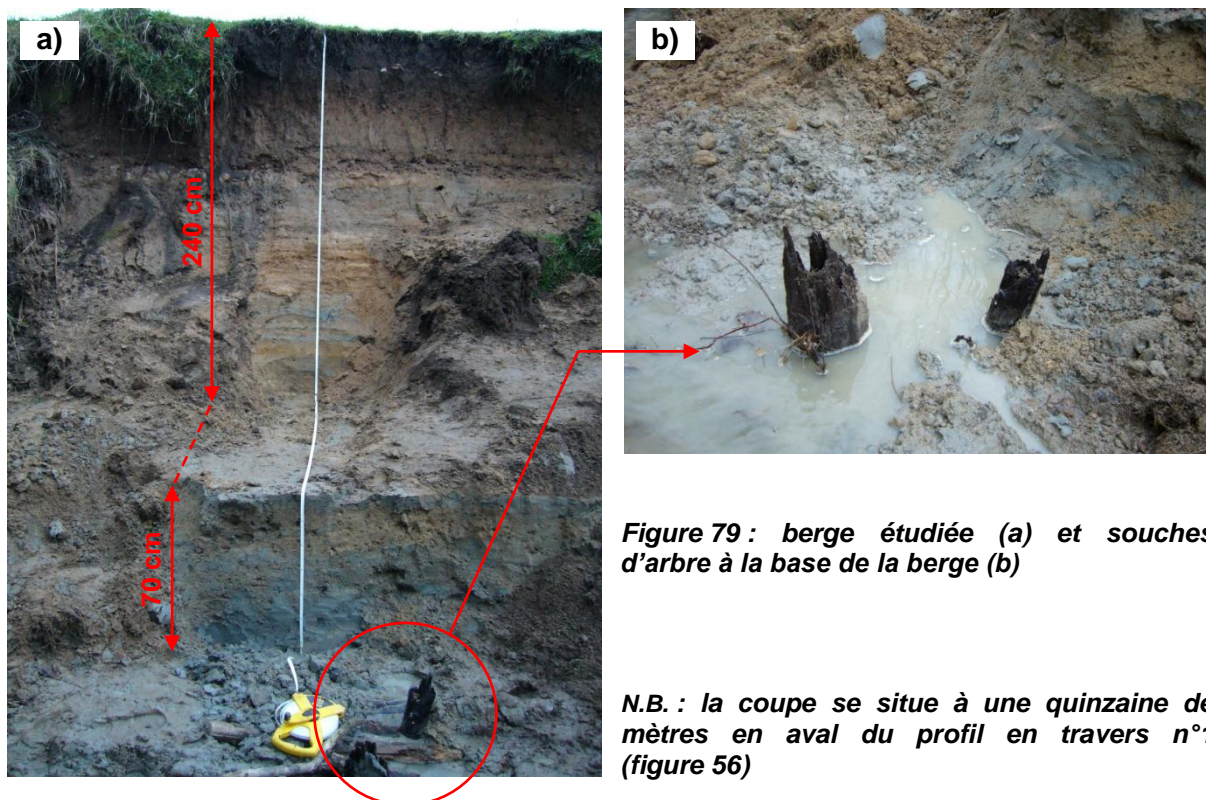 a)
240 cm
70 cm
b)
Figure 79 : berge étudiée (a) et souches
d'arbre à la base de la berge (b)
N.B. : la coupe se situe à une quinzaine de
mètres en aval du profil en travers
(figure 56)